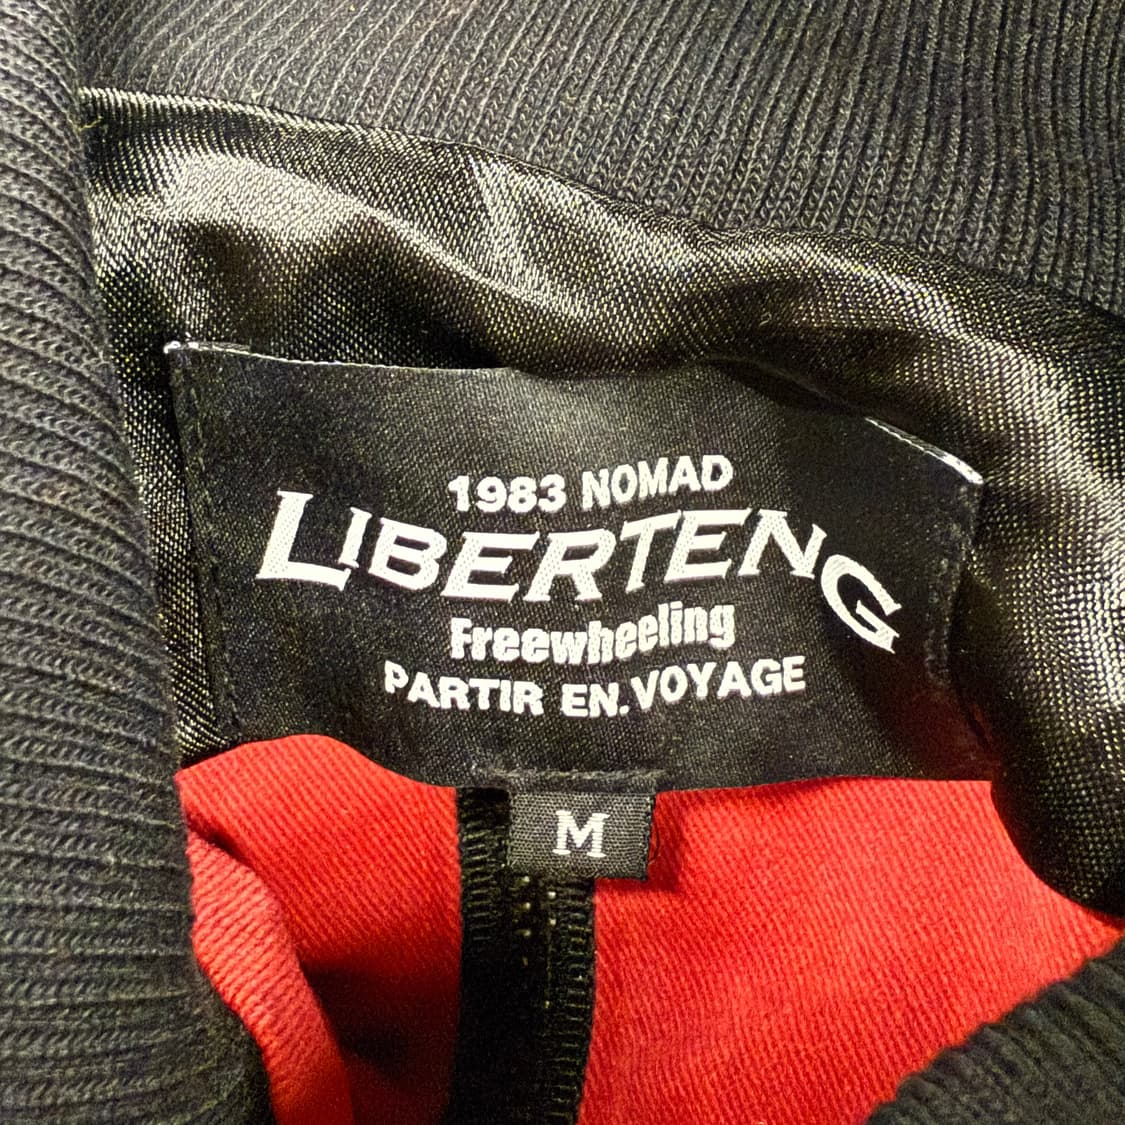 1983 NOMAD
LIBERTENG
Freewheeling
PARTIR EN.VOYAGE
M